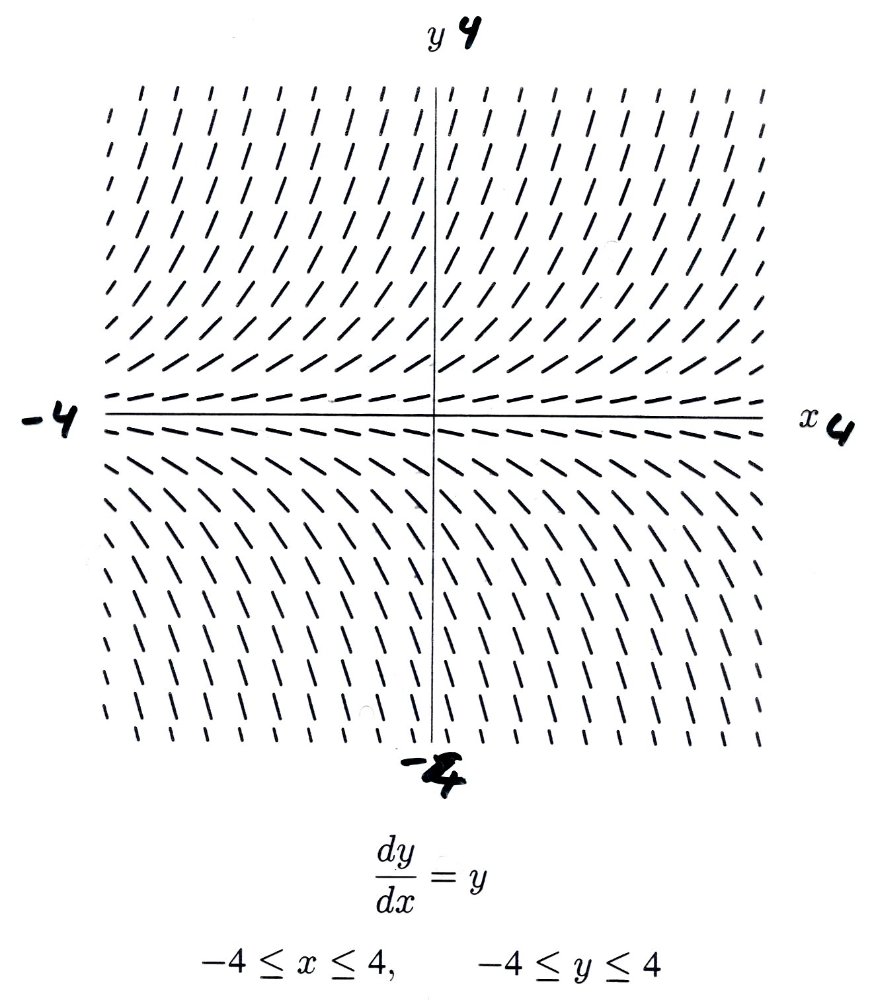 y 4
-4
x 4
-4
dy/dx = y
−4 ≤ x ≤ 4, −4 ≤ y ≤ 4